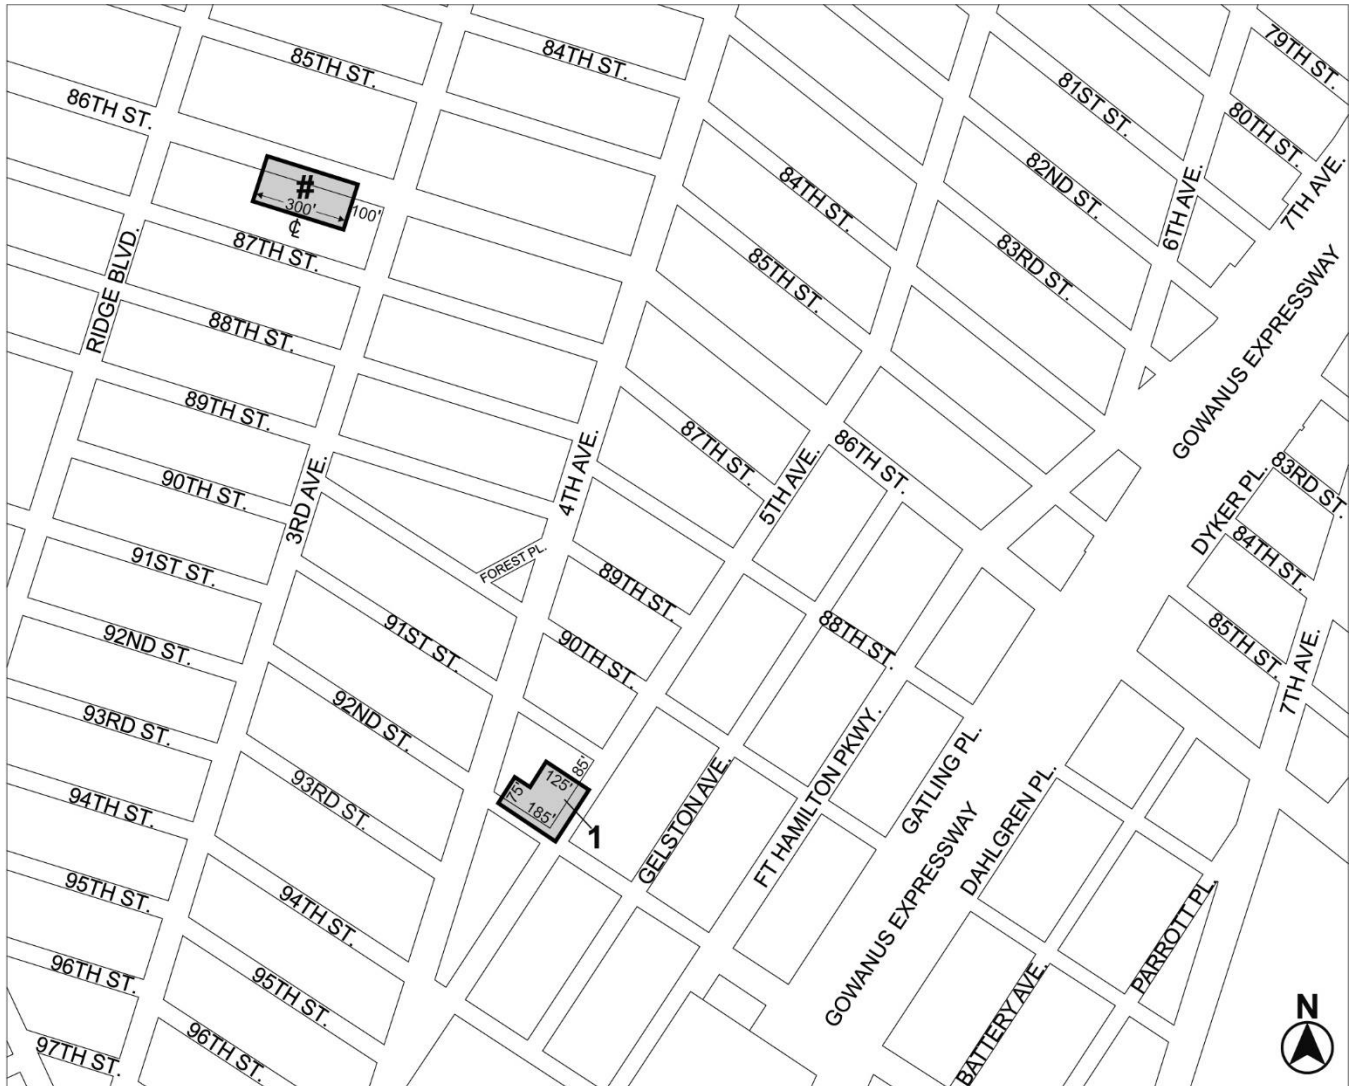 79TH ST.
84TH ST.
85TH ST.
81ST ST.
86TH ST.
80TH ST.
82ND ST.
#
84TH ST.
7TH AVE.
300'
100'
6TH AVE.
℄
87TH ST.
85TH ST.
83RD ST.
RIDGE BLVD.
88TH ST.
GOWANUS EXPRESSWAY
89TH ST.
87TH ST.
86TH ST.
4TH AVE.
5TH AVE.
90TH ST.
3RD AVE.
83RD ST.
DYKER PL.
84TH ST.
91ST ST.
FOREST PL.
89TH ST.
92ND ST.
91ST ST.
90TH ST.
88TH ST.
85TH ST.
7TH AVE.
93RD ST.
92ND ST.
85'
125'
75'
185'
1
94TH ST.
93RD ST.
GELSTON AVE.
FT HAMILTON PKWY.
GATLING PL.
DAHLGREN PL.
95TH ST.
94TH ST.
GOWANUS EXPRESSWAY
PARROTT PL.
96TH ST.
95TH ST.
BATTERY AVE.
N
97TH ST.
96TH ST.